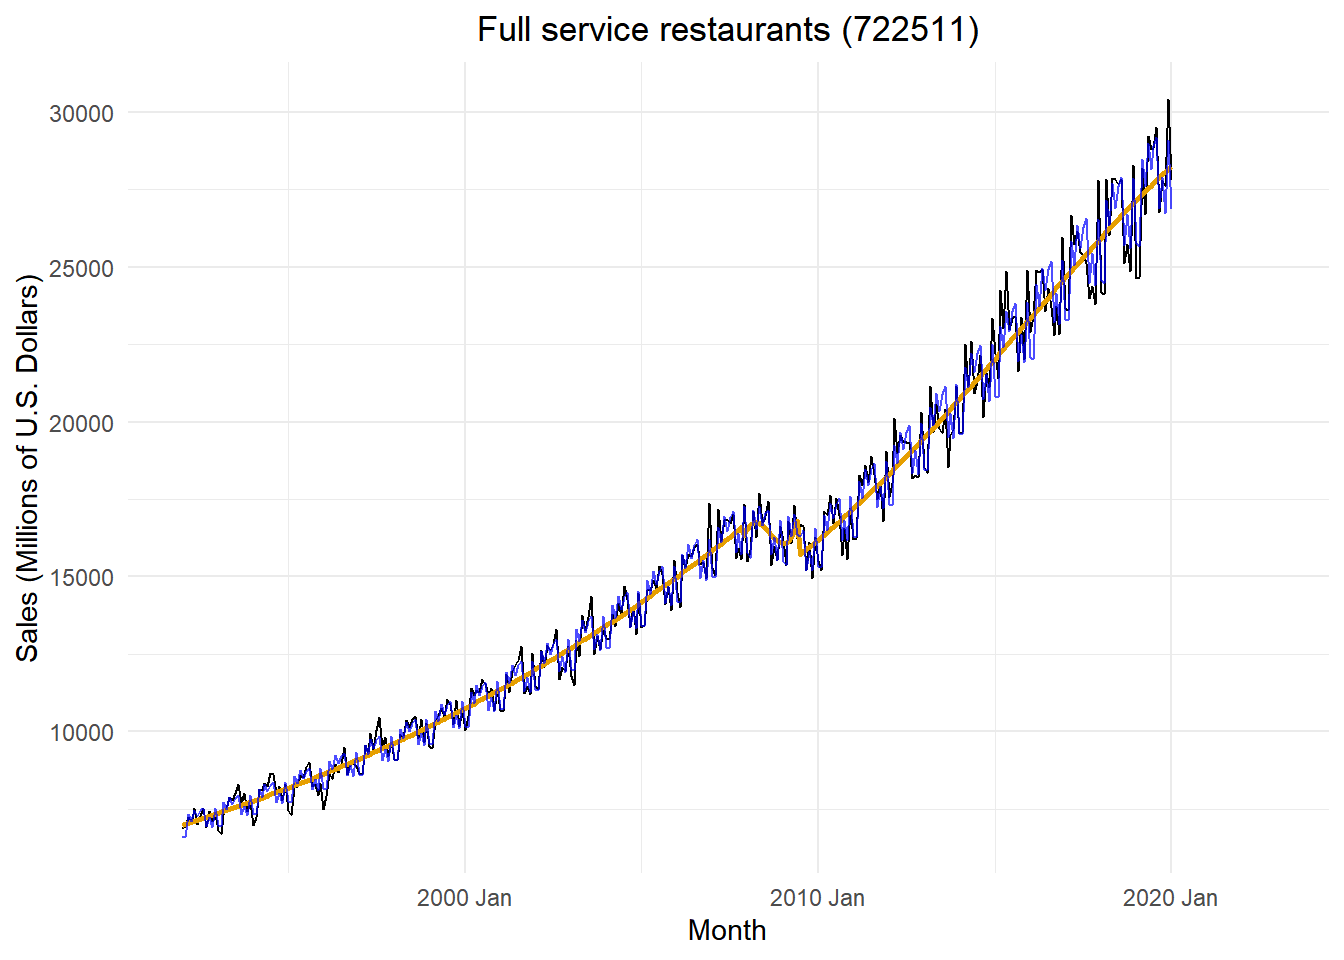 Full service restaurants (722511)
Sales (Millions of U.S. Dollars)
30000
25000
20000
15000
10000
2000 Jan
2010 Jan
2020 Jan
Month